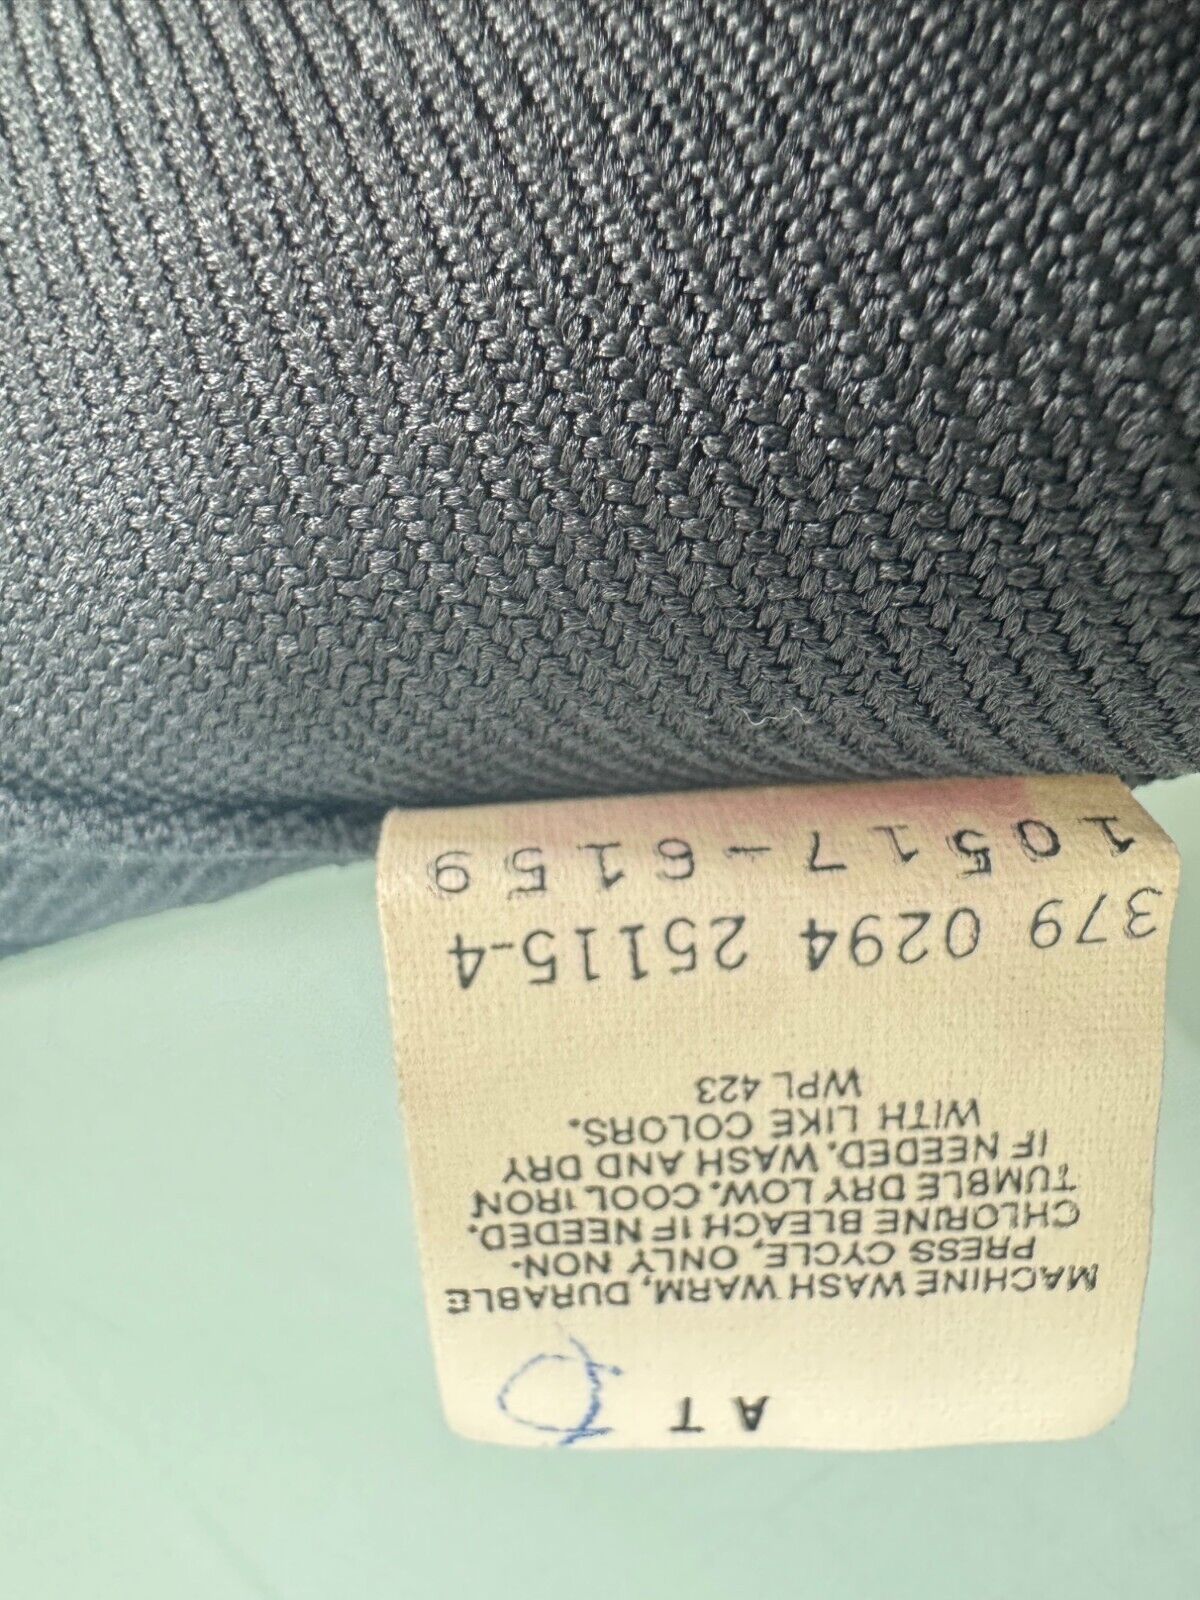 A T
MACHINE WASH WARM, DURABLE
PRESS CYCLE, ONLY NON-
CHLORINE BLEACH IF NEEDED.
TUMBLE DRY LOW. COOL IRON
IF NEEDED. WASH AND DRY
WITH LIKE COLORS.
WPL 423
379 0294 25115-4
10517-6159